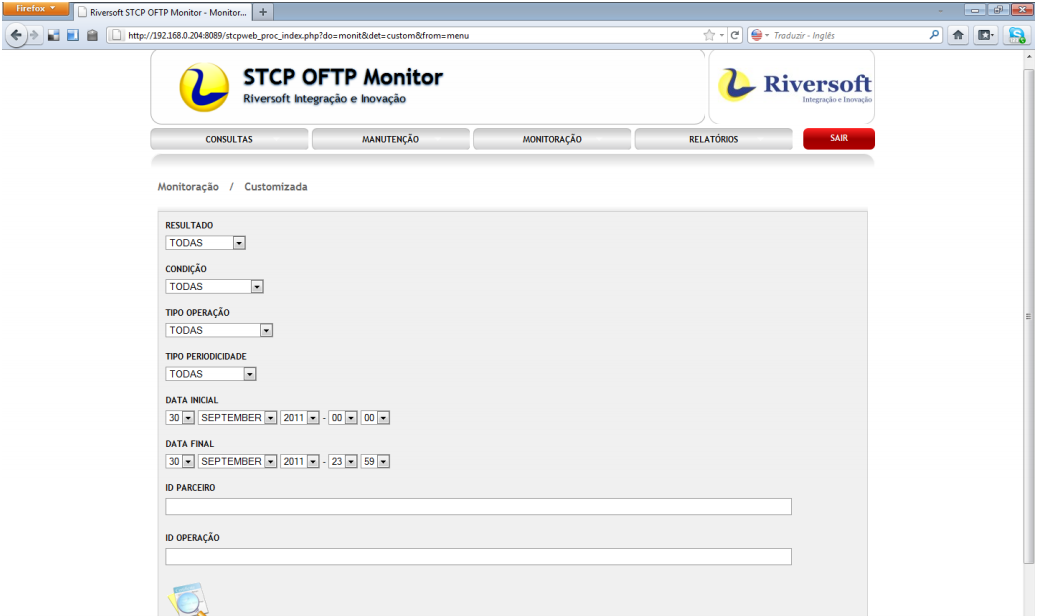 Firefox
Riversoft STCP OFTP Monitor - Monitor...
http://192.168.0.204:8089/stcpweb_proc_index.php?do=monit&det=custom&from=menu
Traduzir - Inglês
STCP OFTP Monitor
Riversoft Integração e Inovação
Riversoft
Integração e Inovação
CONSULTAS MANUTENÇÃO MONITORAÇÃO RELATÓRIOS SAIR
Monitoração / Customizada
RESULTADO
TODAS
CONDIÇÃO
TODAS
TIPO OPERAÇÃO
TODAS
TIPO PERIODICIDADE
TODAS
DATA INICIAL
30 SEPTEMBER 2011 - 00 00
DATA FINAL
30 SEPTEMBER 2011 - 23 59
ID PARCEIRO
ID OPERAÇÃO